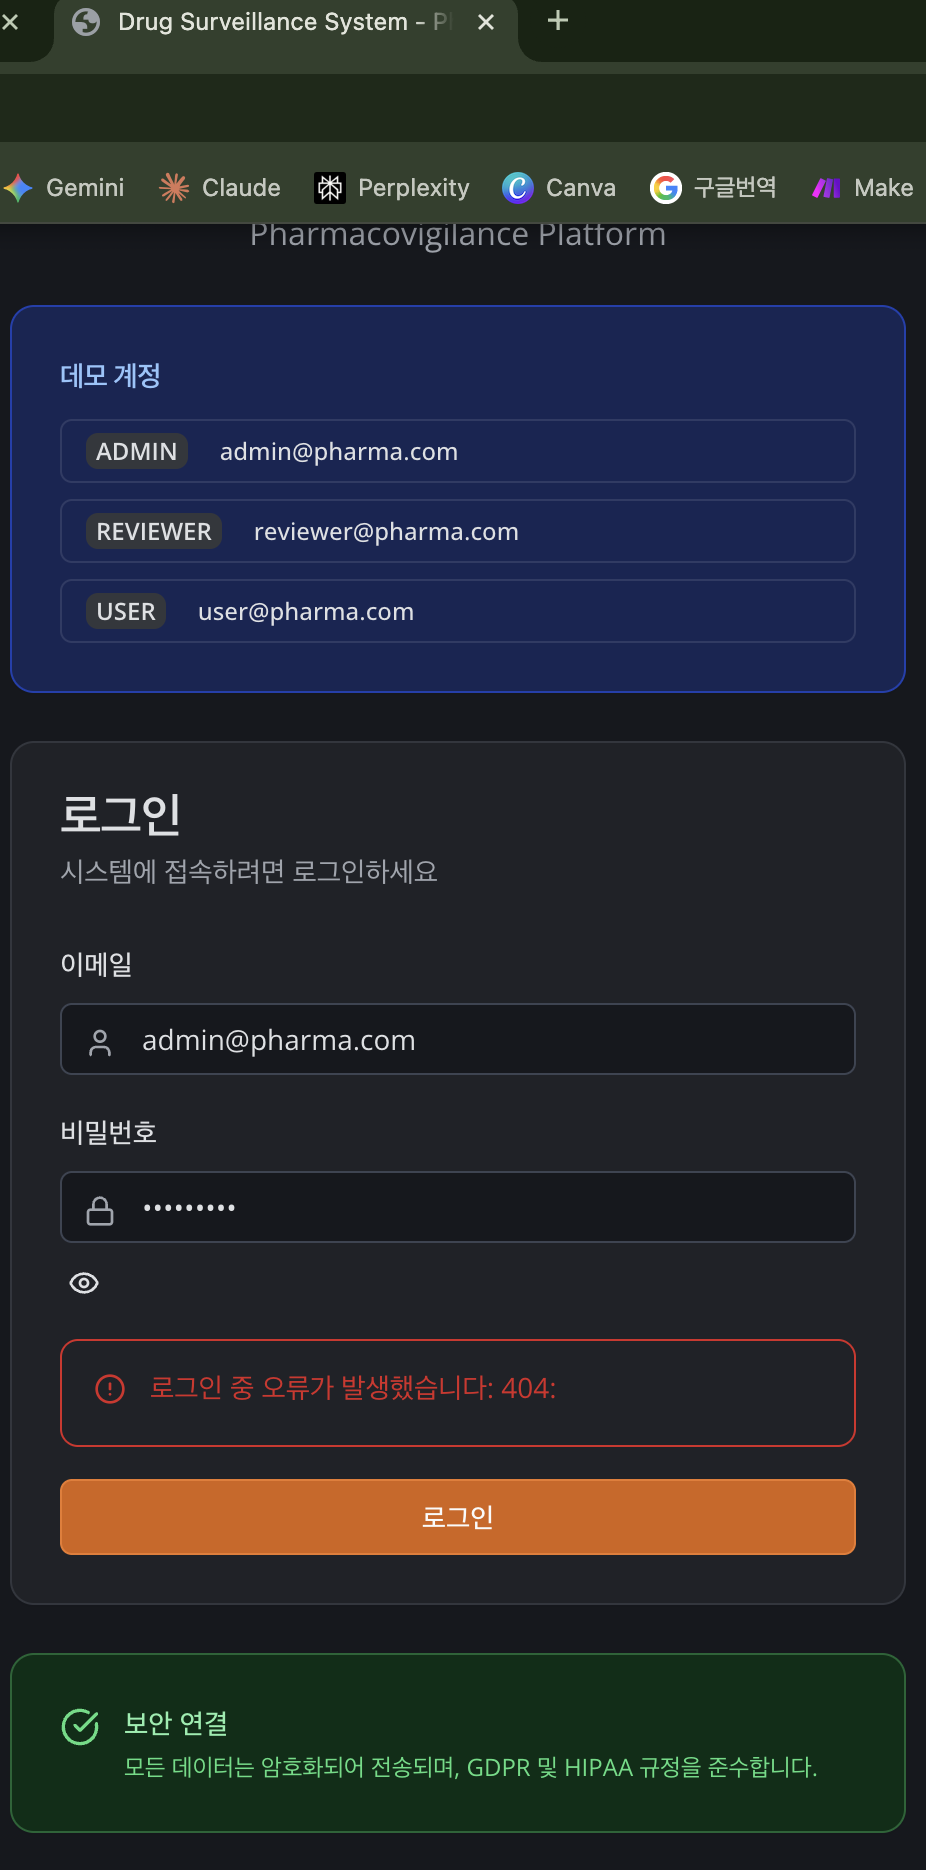 Drug Surveillance System - Pl
Gemini Claude Perplexity Canva 구글번역 Make
Pharmacovigilance Platform
데모 계정
ADMIN admin@pharma.com
REVIEWER reviewer@pharma.com
USER user@pharma.com
로그인
시스템에 접속하려면 로그인하세요
이메일
admin@pharma.com
비밀번호
•••••••••
로그인 중 오류가 발생했습니다: 404:
로그인
보안 연결
모든 데이터는 암호화되어 전송되며, GDPR 및 HIPAA 규정을 준수합니다.